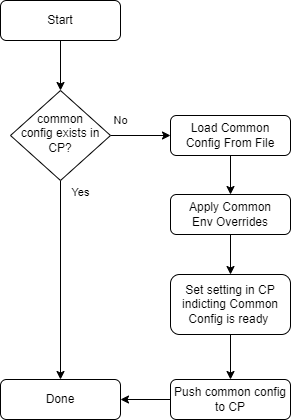 Start
common
config exists in
CP?
No
Yes
Load Common
Config From File
Apply Common
Env Overrides
Set setting in CP
indicting Common
Config is ready
Push common config
to CP
Done